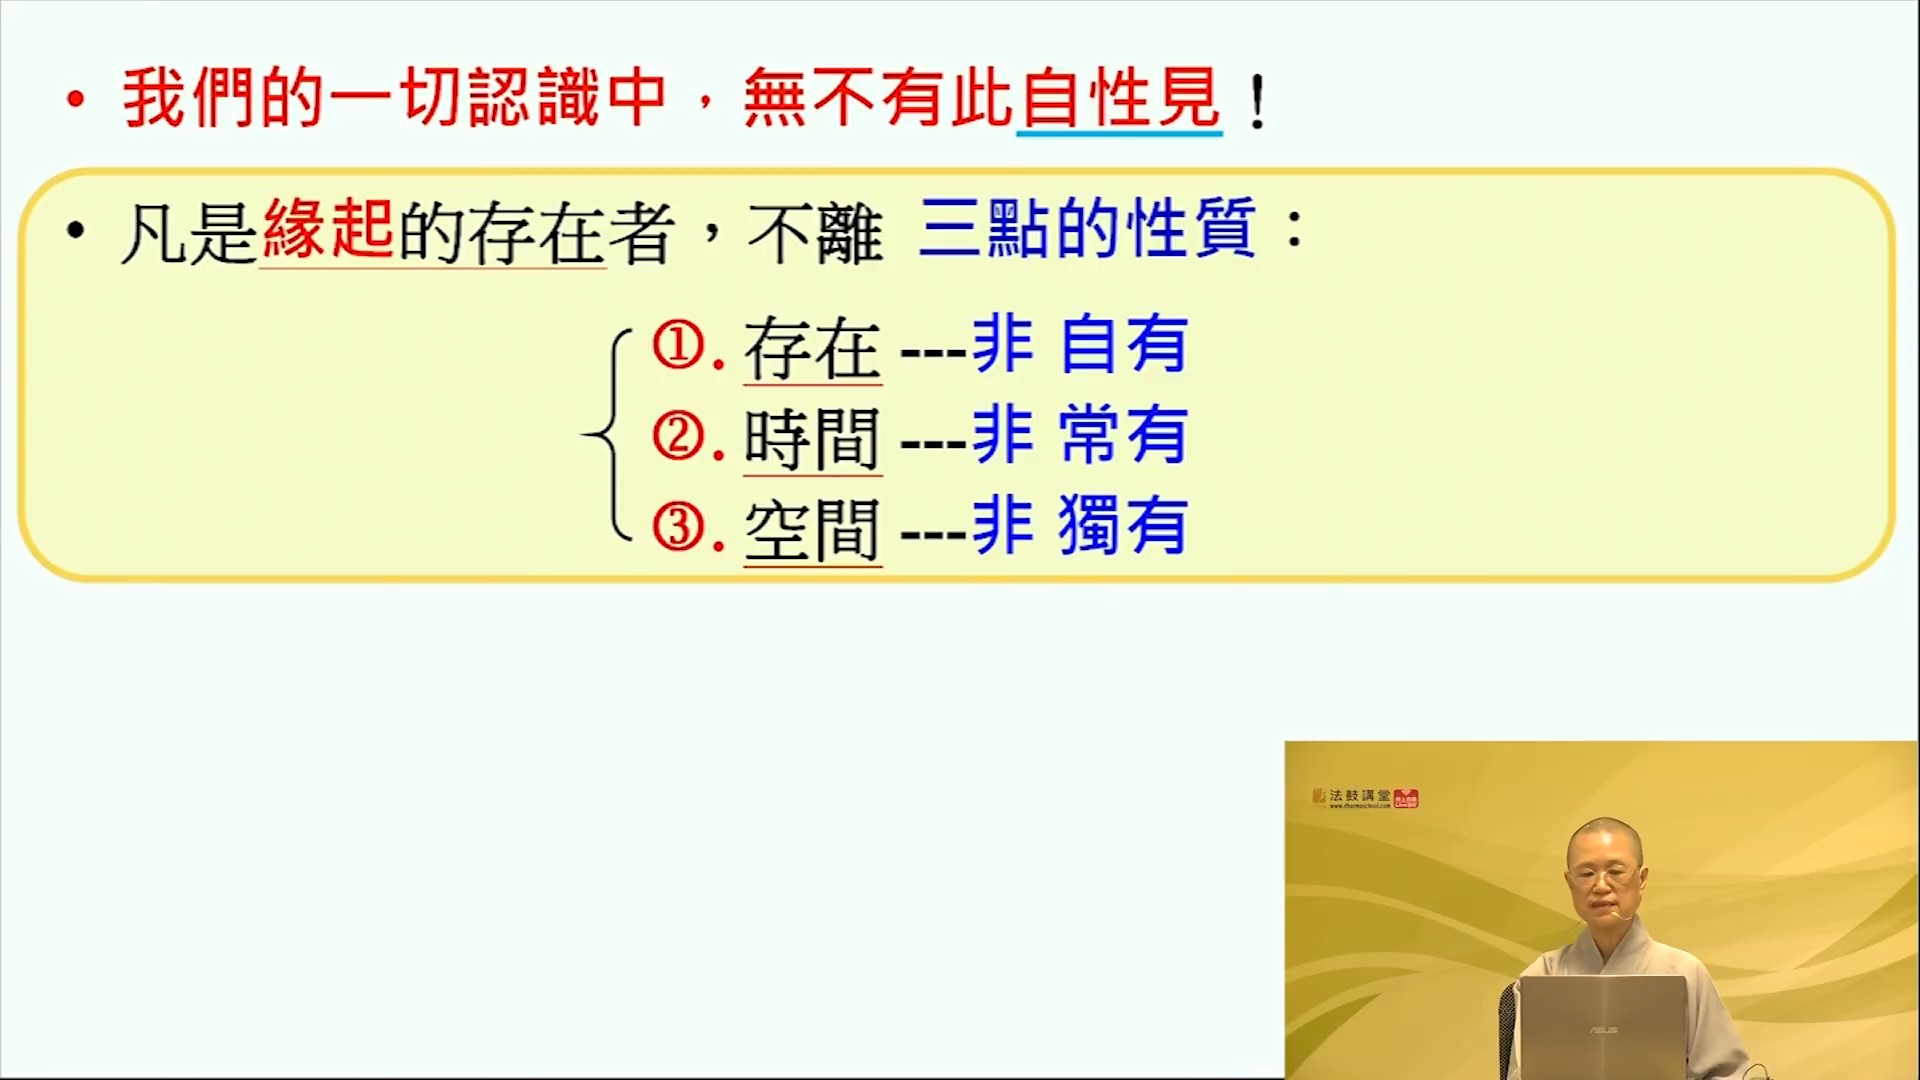 • 我們的一切認識中，無不有此自性見！
• 凡是緣起的存在者，不離 三點的性質：
①. 存在 ---非 自有
②. 時間 ---非 常有
③. 空間 ---非 獨有
法鼓講堂
www.dharmaschool.com
ASUS